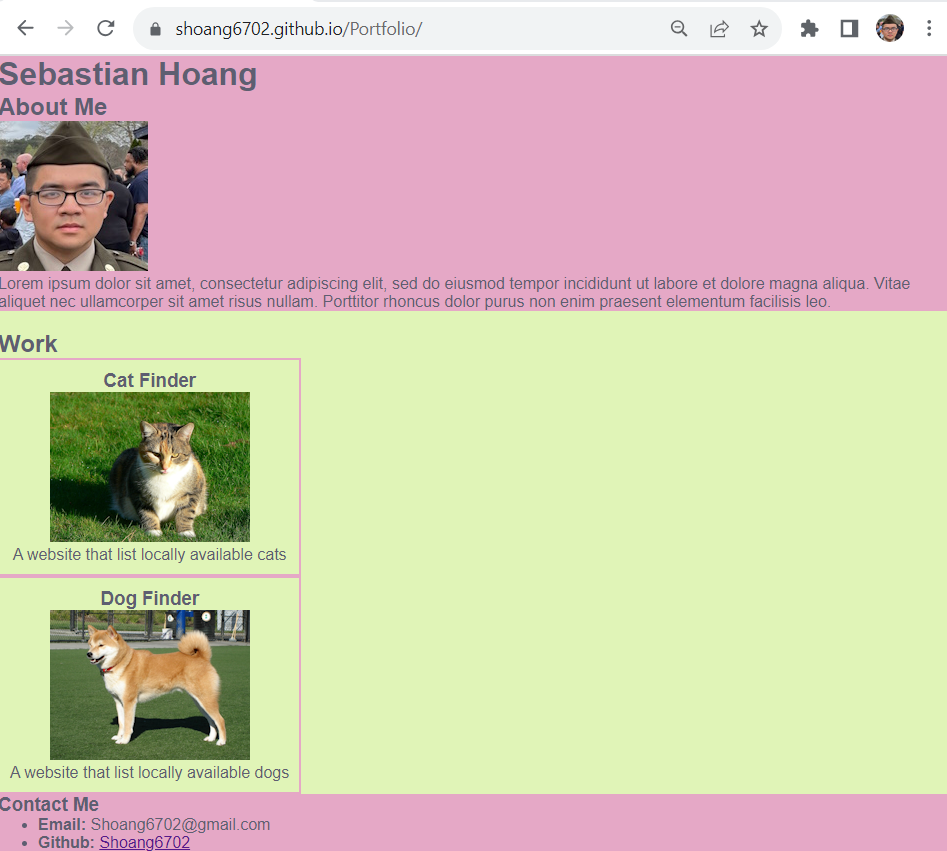 shoang6702.github.io/Portfolio/
Sebastian Hoang
About Me
Lorem ipsum dolor sit amet, consectetur adipiscing elit, sed do eiusmod tempor incididunt ut labore et dolore magna aliqua. Vitae
aliquet nec ullamcorper sit amet risus nullam. Porttitor rhoncus dolor purus non enim praesent elementum facilisis leo.
Work
Cat Finder
A website that list locally available cats
Dog Finder
A website that list locally available dogs
Contact Me
• Email: Shoang6702@gmail.com
• Github: Shoang6702